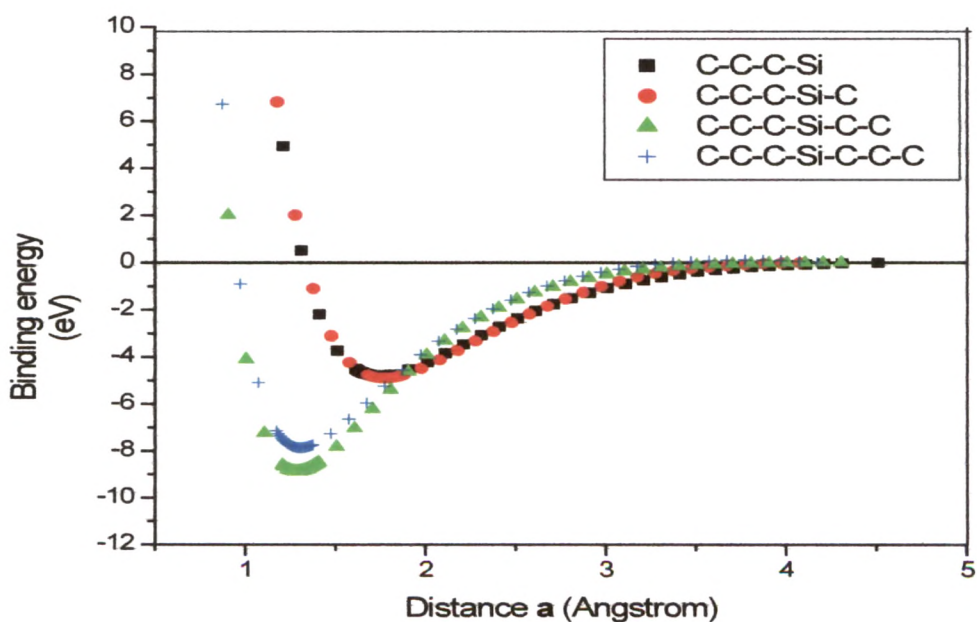 10
8
6
4
2
0
-2
-4
-6
-8
-10
-12
Binding energy
(eV)
C-C-C-Si
C-C-C-Si-C
C-C-C-Si-C-C
C-C-C-Si-C-C-C
1
2
3
4
5
Distance a (Angstrom)